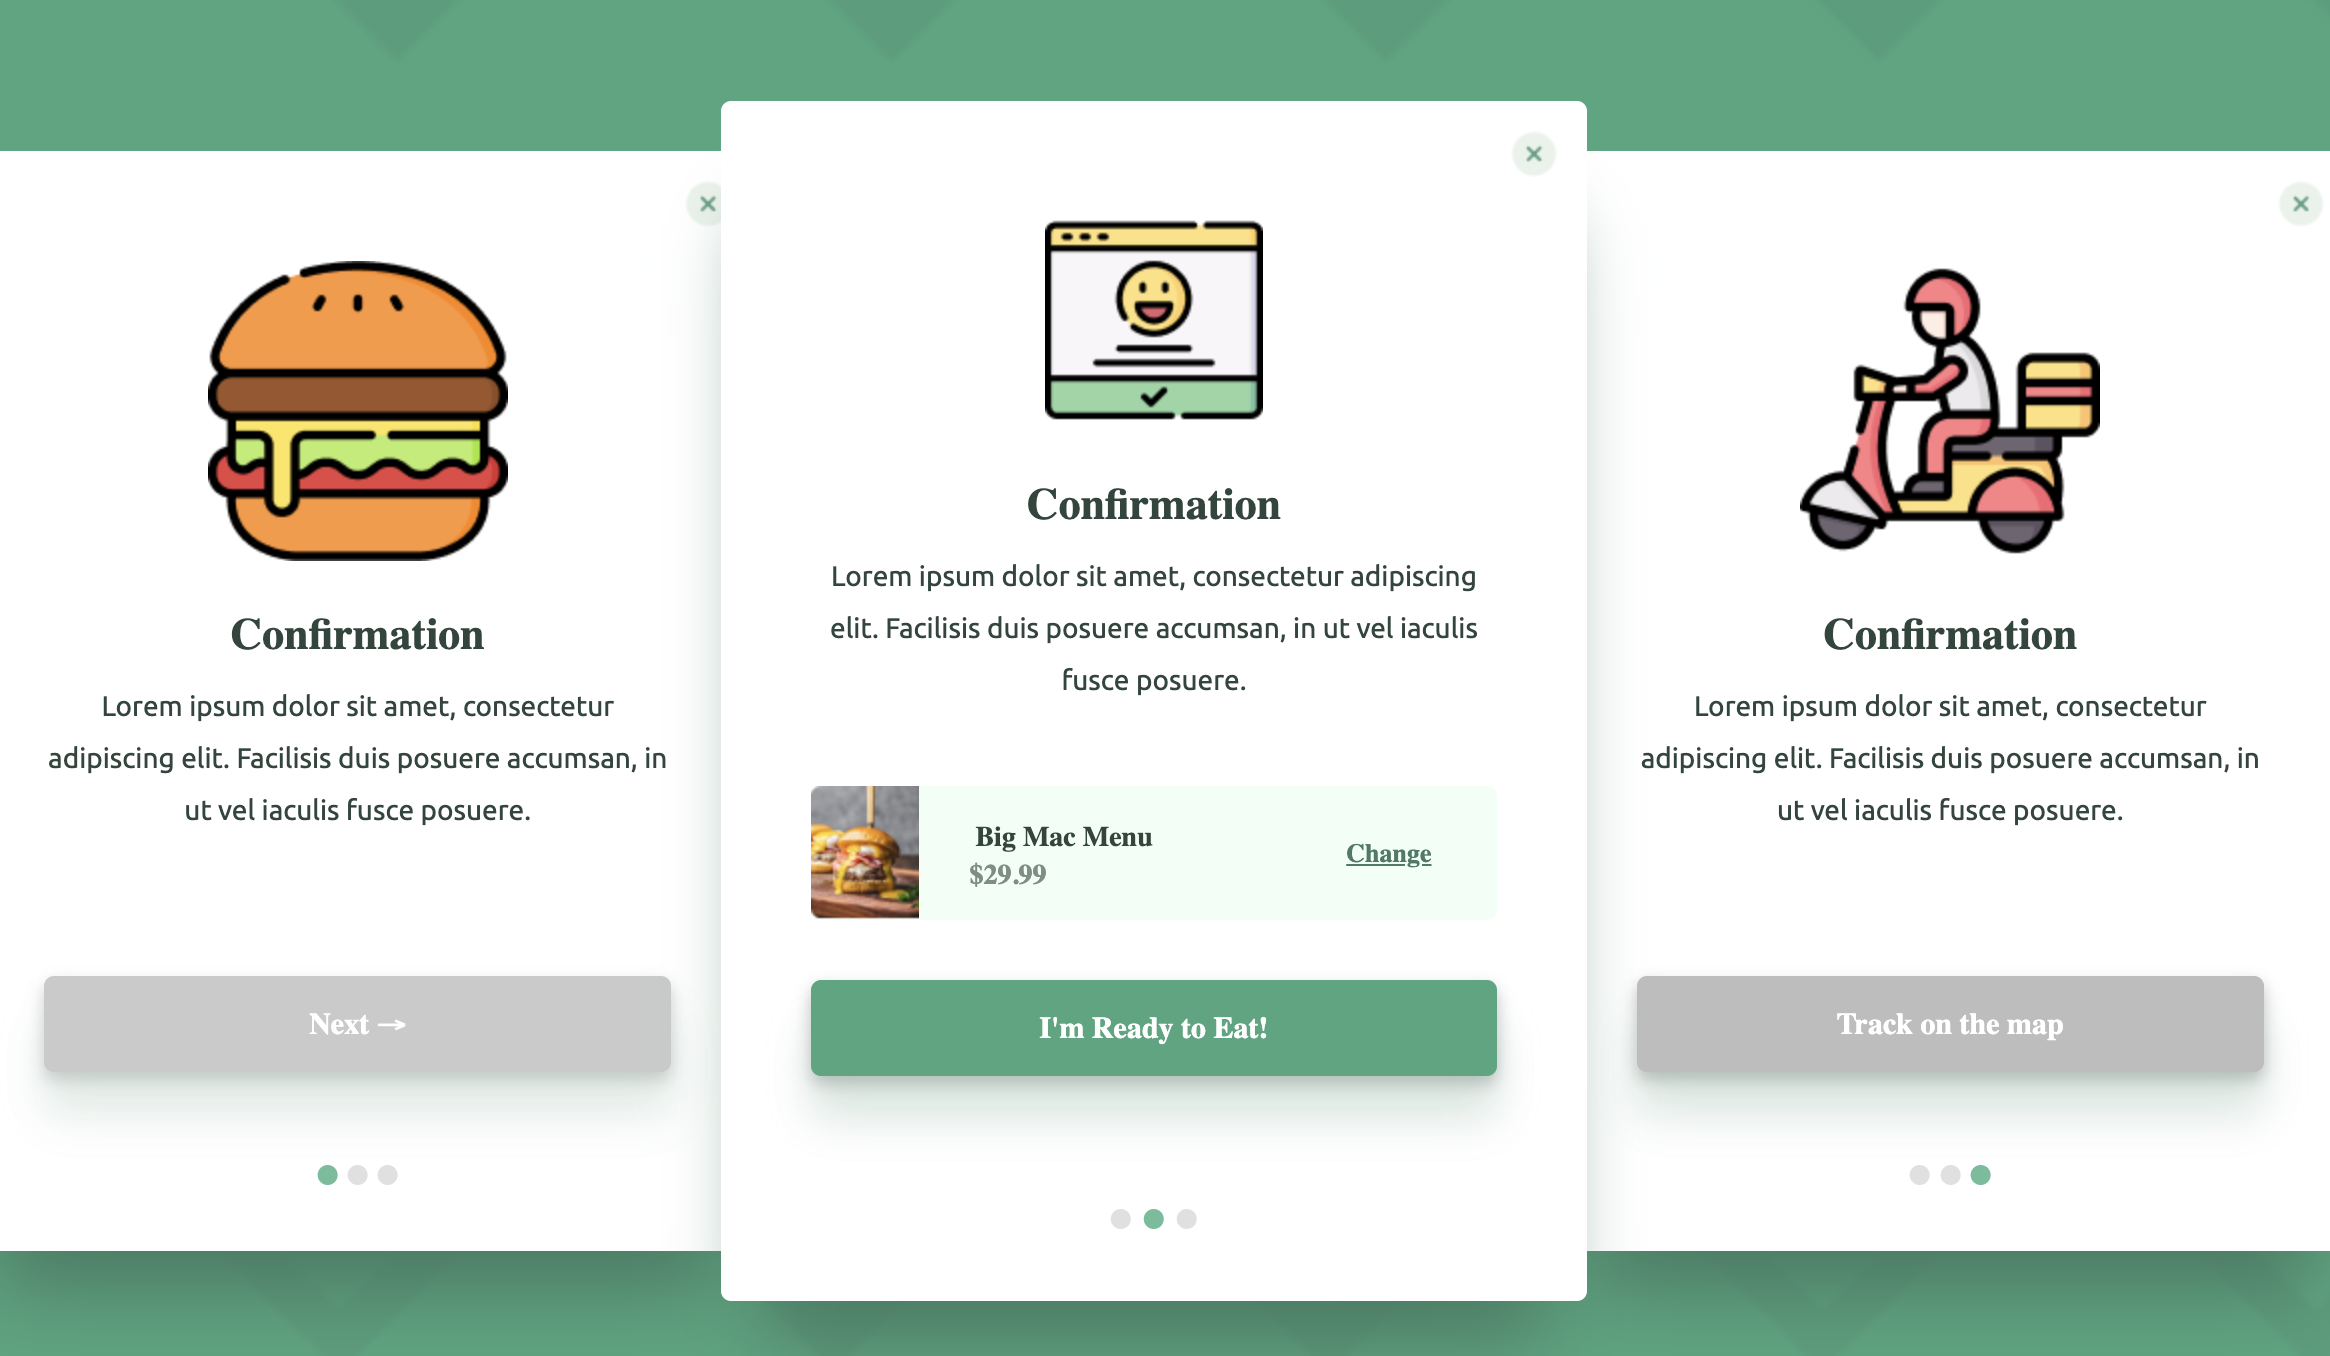 Confirmation
Lorem ipsum dolor sit amet, consectetur
adipiscing elit. Facilisis duis posuere accumsan, in
ut vel iaculis fusce posuere.
Next →
Confirmation
Lorem ipsum dolor sit amet, consectetur adipiscing
elit. Facilisis duis posuere accumsan, in ut vel iaculis
fusce posuere.
Big Mac Menu
$29.99
Change
I'm Ready to Eat!
Confirmation
Lorem ipsum dolor sit amet, consectetur
adipiscing elit. Facilisis duis posuere accumsan, in
ut vel iaculis fusce posuere.
Track on the map